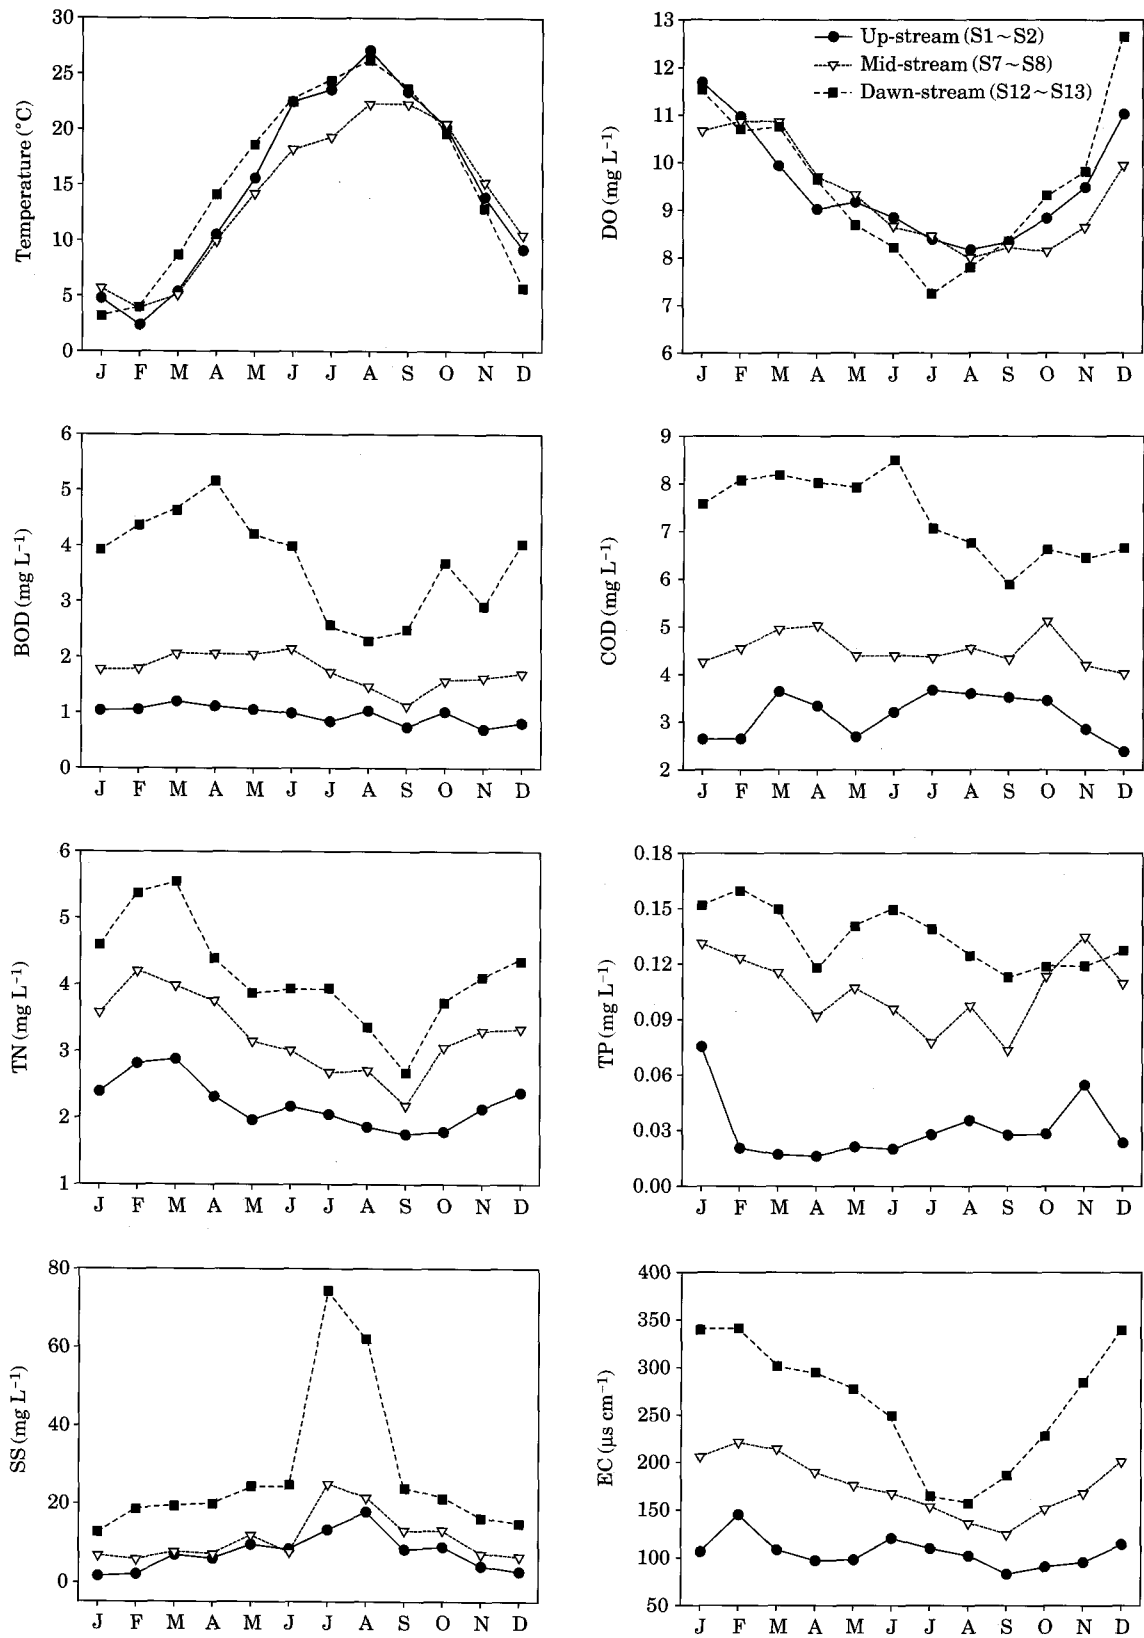 Temperature (°C)
30
25
20
15
10
5
0
J F M A M J J A S O N D
DO (mg L⁻¹)
13
12
11
10
9
8
7
6
Up-stream (S1~S2)
Mid-stream (S7~S8)
Dawn-stream (S12~S13)
J F M A M J J A S O N D
BOD (mg L⁻¹)
6
5
4
3
2
1
0
J F M A M J J A S O N D
COD (mg L⁻¹)
9
8
7
6
5
4
3
2
J F M A M J J A S O N D
TN (mg L⁻¹)
6
5
4
3
2
1
J F M A M J J A S O N D
TP (mg L⁻¹)
0.18
0.15
0.12
0.09
0.06
0.03
0.00
J F M A M J J A S O N D
SS (mg L⁻¹)
80
60
40
20
0
J F M A M J J A S O N D
EC (µs cm⁻¹)
400
350
300
250
200
150
100
50
J F M A M J J A S O N D